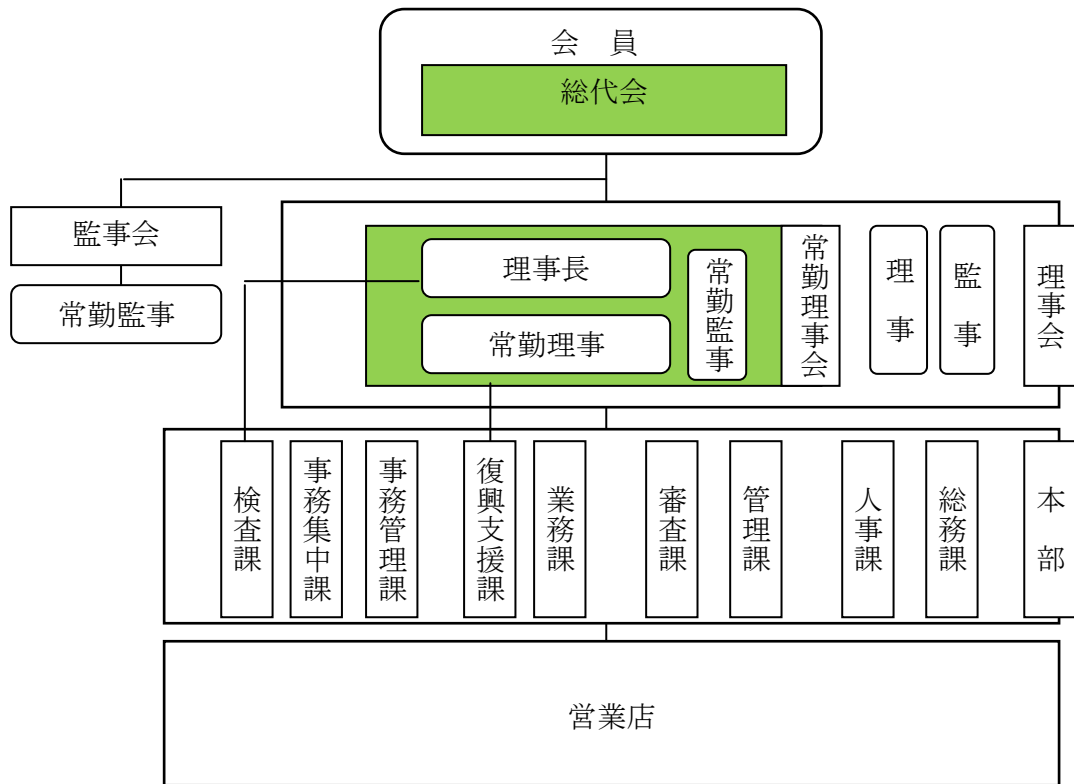 会 員
総代会
監事会
常勤監事
理事長
常勤理事
常勤監事
常勤理事会
理 事
監 事
理事会
検査課
事務集中課
事務管理課
復興支援課
業務課
審査課
管理課
人事課
総務課
本 部
営業店